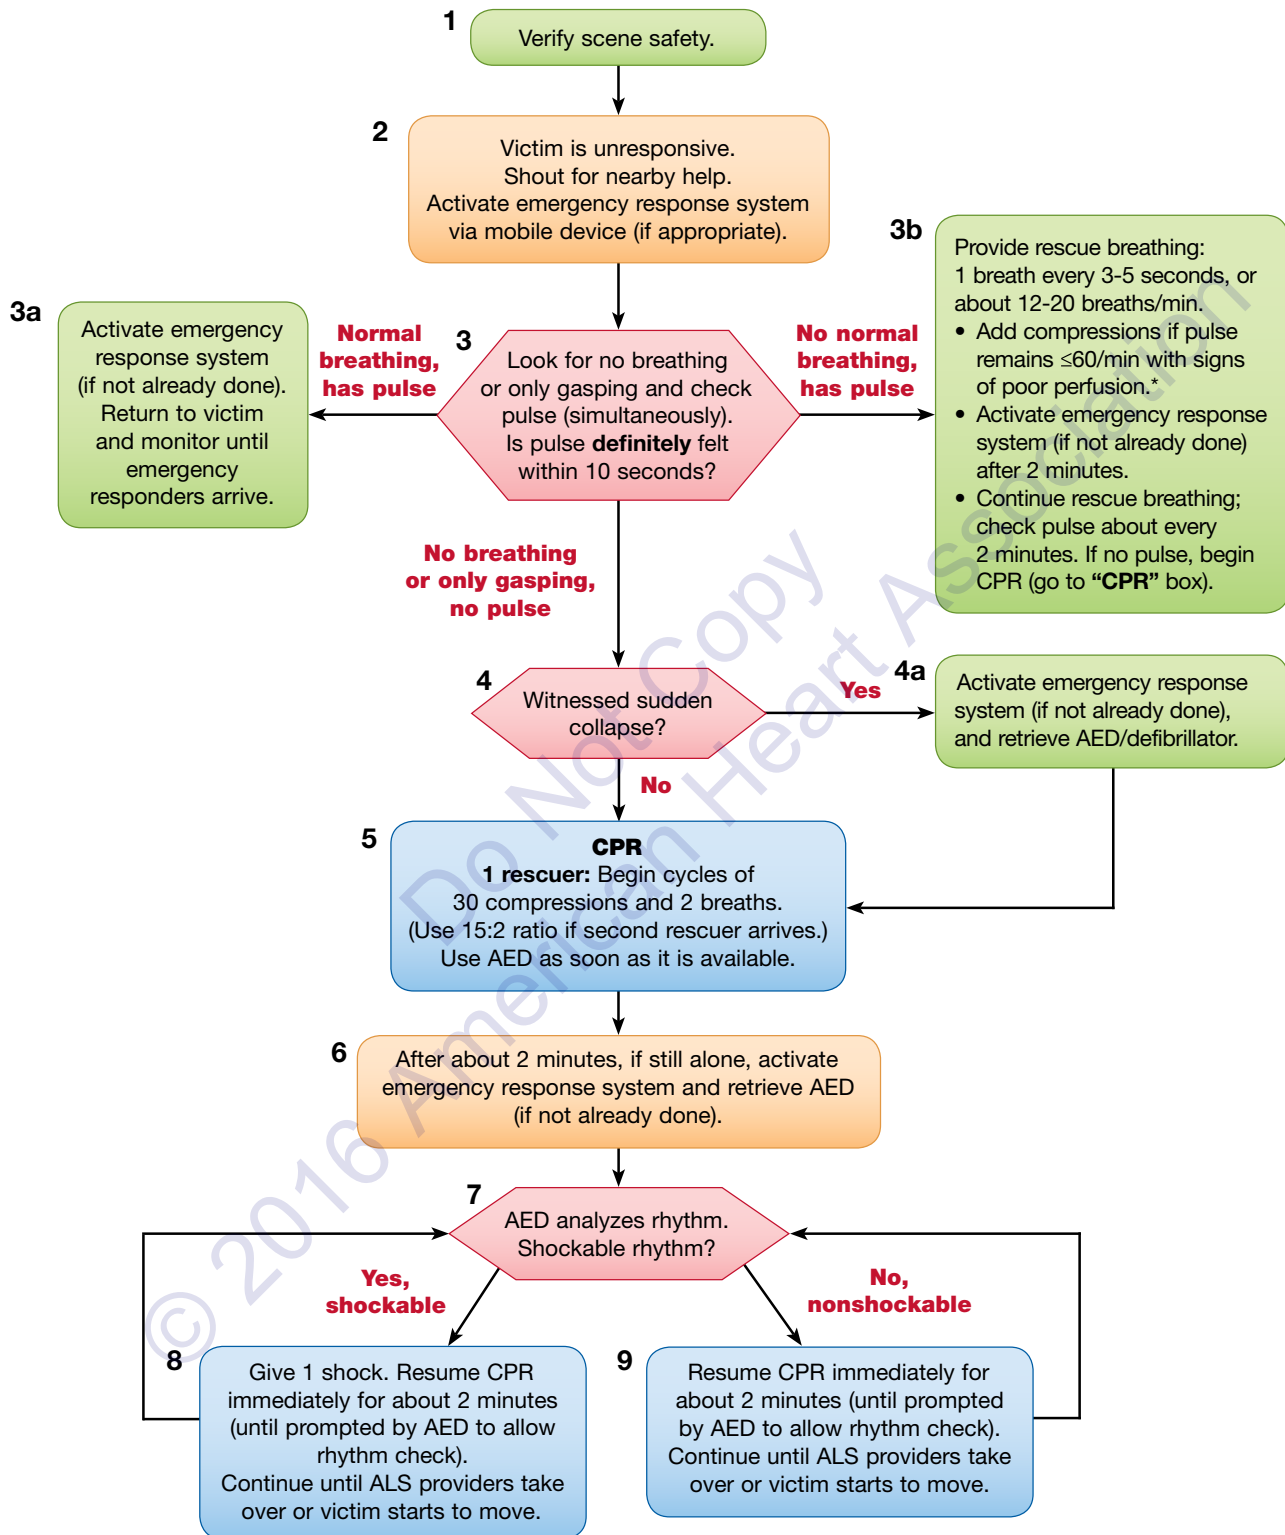 1
Verify scene safety.
2
Victim is unresponsive.
Shout for nearby help.
Activate emergency response system
via mobile device (if appropriate).
3a
Activate emergency
response system
(if not already done).
Return to victim
and monitor until
emergency
responders arrive.
Normal
breathing,
has pulse
3
Look for no breathing
or only gasping and check
pulse (simultaneously).
Is pulse definitely felt
within 10 seconds?
No normal
breathing,
has pulse
3b
Provide rescue breathing:
1 breath every 3-5 seconds, or
about 12-20 breaths/min.
• Add compressions if pulse
remains ≤60/min with signs
of poor perfusion.*
• Activate emergency response
system (if not already done)
after 2 minutes.
• Continue rescue breathing;
check pulse about every
2 minutes. If no pulse, begin
CPR (go to “CPR” box).
No breathing
or only gasping,
no pulse
4
Witnessed sudden
collapse?
Yes
4a
Activate emergency response
system (if not already done),
and retrieve AED/defibrillator.
No
5
CPR
1 rescuer: Begin cycles of
30 compressions and 2 breaths.
(Use 15:2 ratio if second rescuer arrives.)
Use AED as soon as it is available.
6
After about 2 minutes, if still alone, activate
emergency response system and retrieve AED
(if not already done).
7
AED analyzes rhythm.
Shockable rhythm?
Yes,
shockable
No,
nonshockable
8
Give 1 shock. Resume CPR
immediately for about 2 minutes
(until prompted by AED to allow
rhythm check).
Continue until ALS providers take
over or victim starts to move.
9
Resume CPR immediately for
about 2 minutes (until prompted
by AED to allow rhythm check).
Continue until ALS providers take
over or victim starts to move.
Do Not Copy
© 2016 American Heart Association